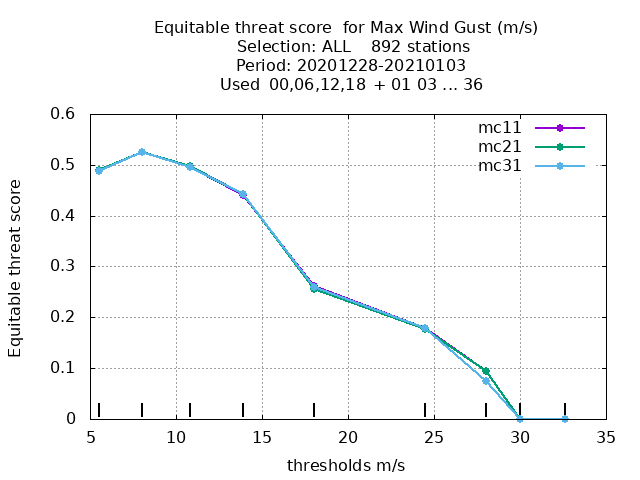 Equitable threat score  for Max Wind Gust (m/s)
Selection: ALL    892 stations
Period: 20201228-20210103
Used  00,06,12,18  + 01 03 ... 36
mc11
mc21
mc31
Equitable threat score
0.6
0.5
0.4
0.3
0.2
0.1
0
5 10 15 20 25 30 35
thresholds m/s